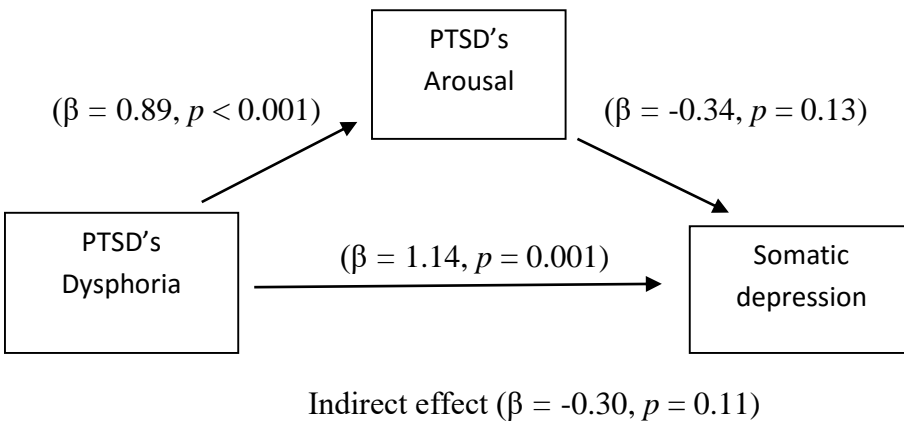 PTSD’s
Arousal
(β = 0.89, p < 0.001)
(β = -0.34, p = 0.13)
PTSD’s
Dysphoria
(β = 1.14, p = 0.001)
Somatic
depression
Indirect effect (β = -0.30, p = 0.11)